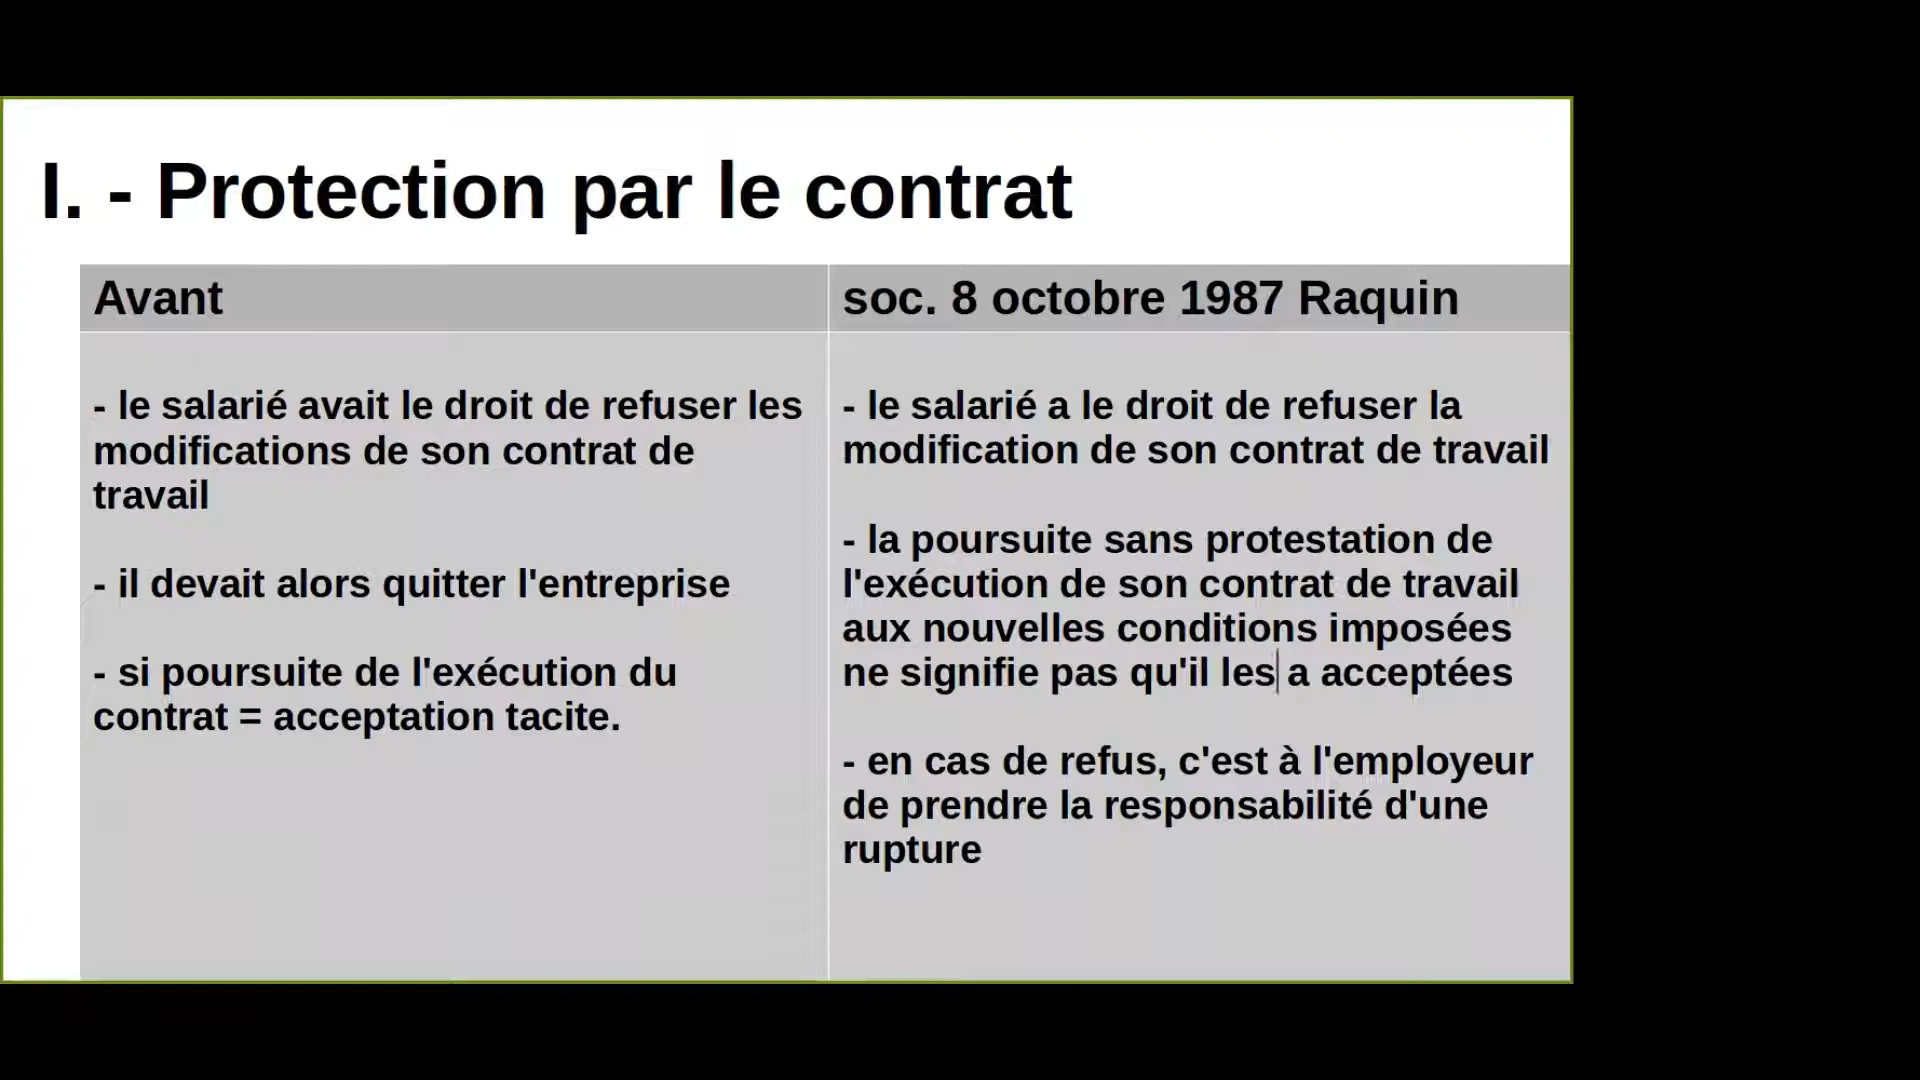 I. - Protection par le contrat
Avant
- le salarié avait le droit de refuser les
modifications de son contrat de
travail
- il devait alors quitter l'entreprise
- si poursuite de l'exécution du
contrat = acceptation tacite.
soc. 8 octobre 1987 Raquin
- le salarié a le droit de refuser la
modification de son contrat de travail
- la poursuite sans protestation de
l'exécution de son contrat de travail
aux nouvelles conditions imposées
ne signifie pas qu'il les a acceptées
- en cas de refus, c'est à l'employeur
de prendre la responsabilité d'une
rupture